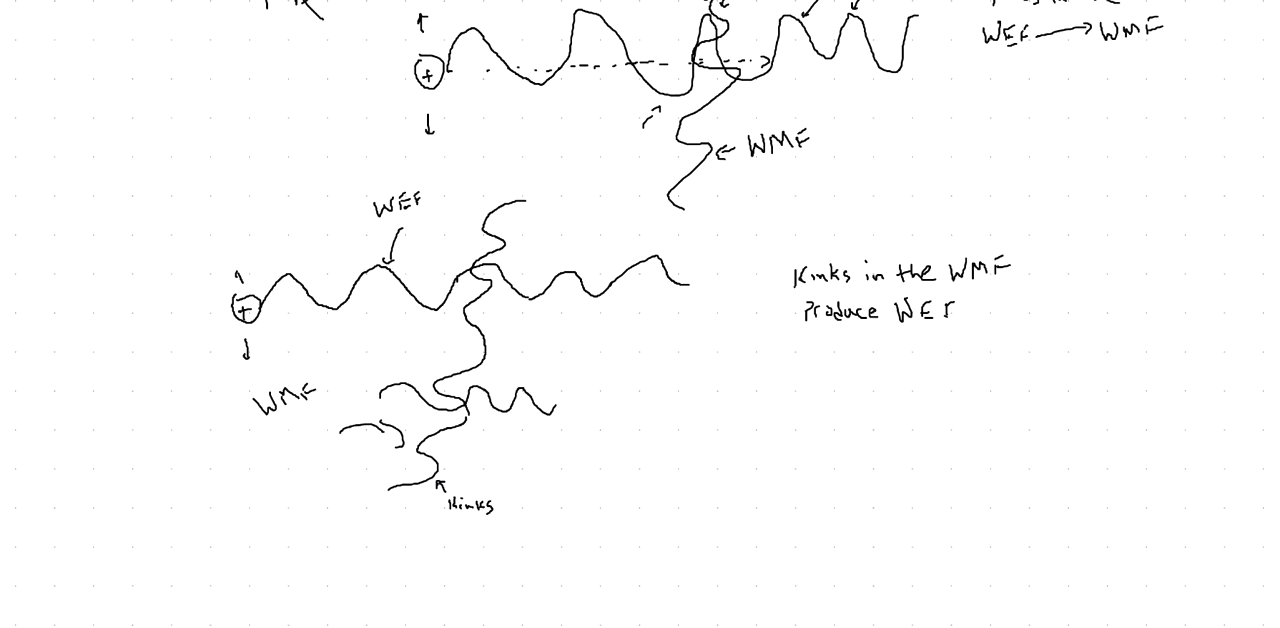 WEF → WMF
+
← WMF
WEF
Kinks in the WMF
Produce WEF
+
WMF
Kinks